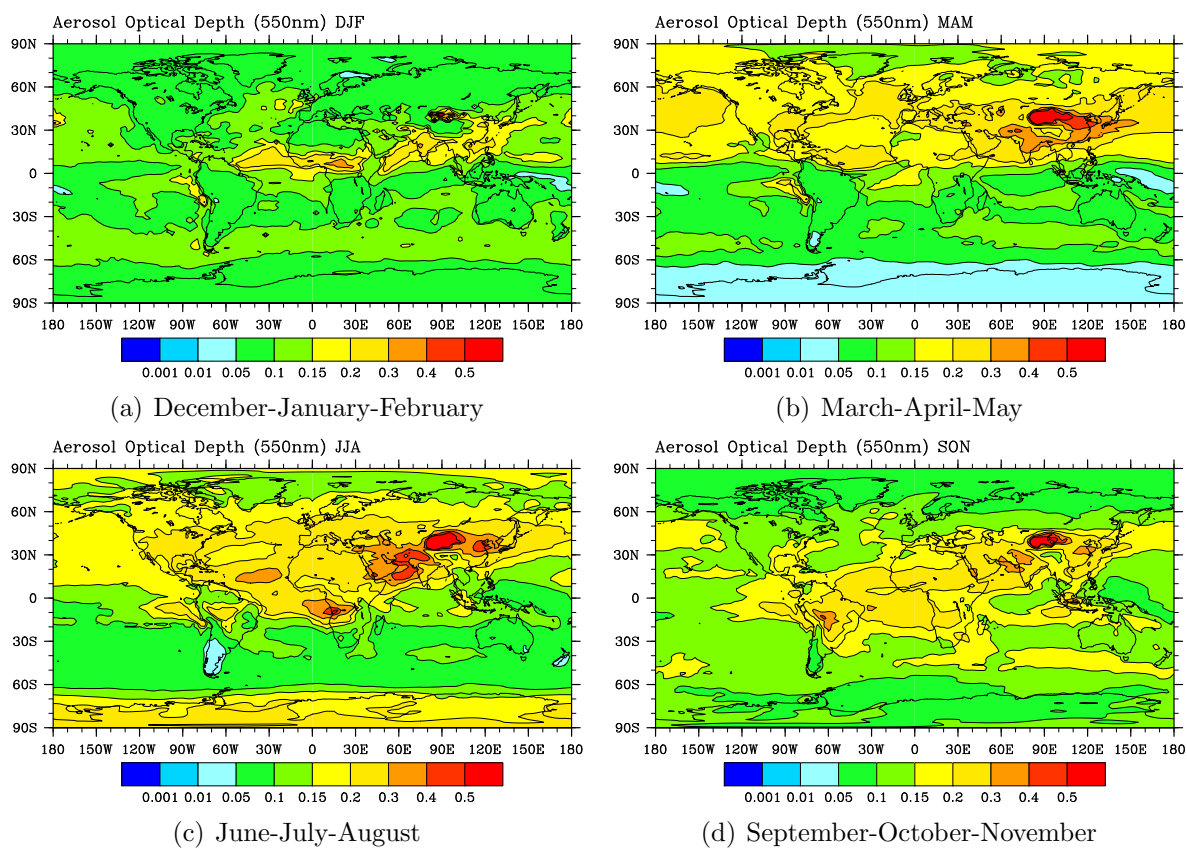 Aerosol Optical Depth (550nm) DJF
90N
60N
30N
0
30S
60S
90S
180 150W 120W 90W 60W 30W 0 30E 60E 90E 120E 150E 180
0.001 0.01 0.05 0.1 0.15 0.2 0.3 0.4 0.5
(a) December-January-February
Aerosol Optical Depth (550nm) MAM
90N
60N
30N
0
30S
60S
90S
180 150W 120W 90W 60W 30W 0 30E 60E 90E 120E 150E 180
0.001 0.01 0.05 0.1 0.15 0.2 0.3 0.4 0.5
(b) March-April-May
Aerosol Optical Depth (550nm) JJA
90N
60N
30N
0
30S
60S
90S
180 150W 120W 90W 60W 30W 0 30E 60E 90E 120E 150E 180
0.001 0.01 0.05 0.1 0.15 0.2 0.3 0.4 0.5
(c) June-July-August
Aerosol Optical Depth (550nm) SON
90N
60N
30N
0
30S
60S
90S
180 150W 120W 90W 60W 30W 0 30E 60E 90E 120E 150E 180
0.001 0.01 0.05 0.1 0.15 0.2 0.3 0.4 0.5
(d) September-October-November